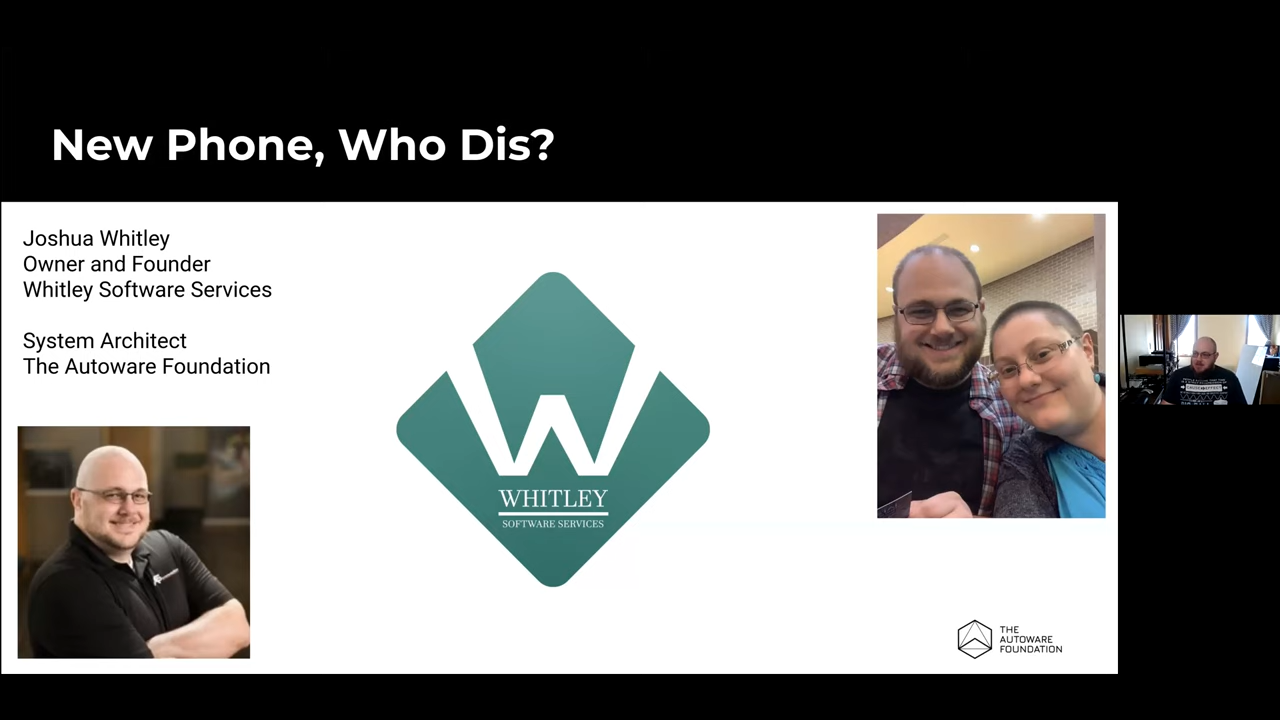 New Phone, Who Dis?
Joshua Whitley
Owner and Founder
Whitley Software Services
System Architect
The Autoware Foundation
W
WHITLEY
SOFTWARE SERVICES
THE
AUTOWARE
FOUNDATION